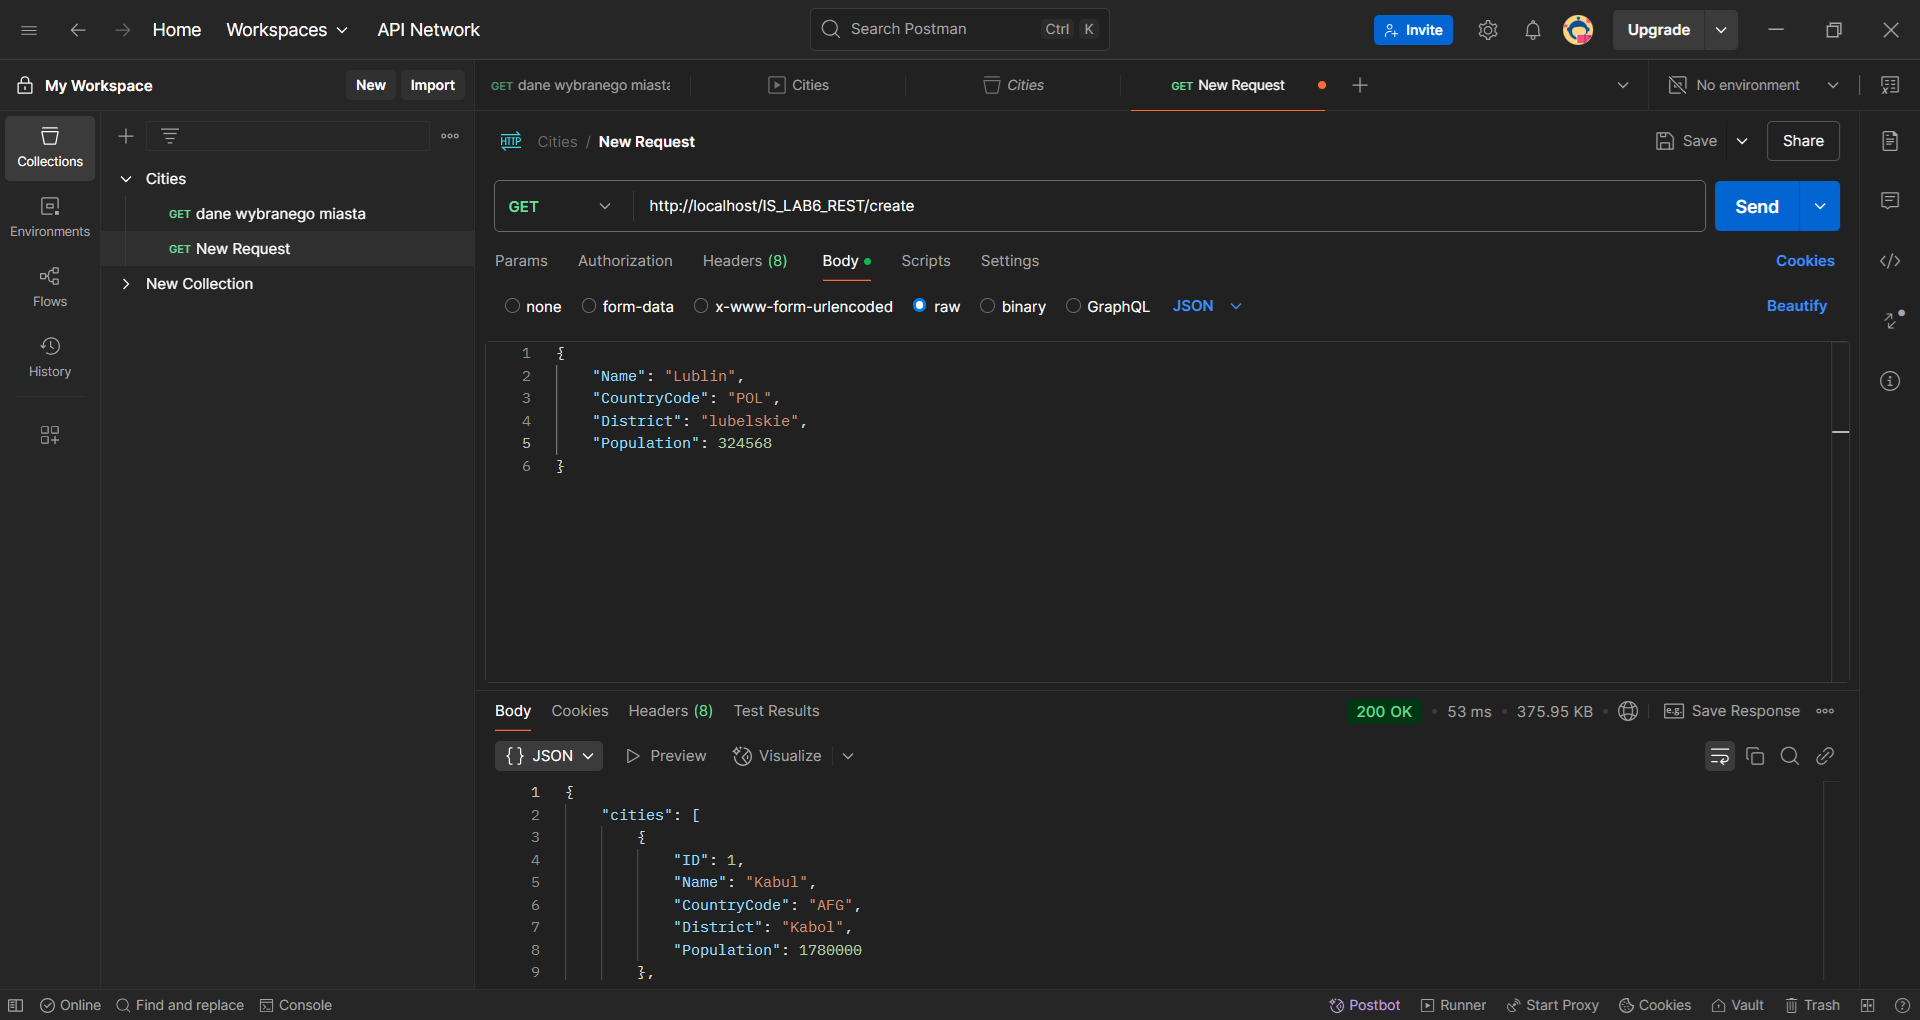 Home Workspaces API Network Search Postman Ctrl K Invite Upgrade
My Workspace New Import GET dane wybranego miasta Cities Cities GET New Request No environment
Collections
Environments
Flows
History
Cities
GET dane wybranego miasta
GET New Request
New Collection
HTTP Cities / New Request Save Share
GET http://localhost/IS_LAB6_REST/create Send
Params Authorization Headers (8) Body Scripts Settings Cookies
none form-data x-www-form-urlencoded raw binary GraphQL JSON Beautify
1 {
2 "Name": "Lublin",
3 "CountryCode": "POL",
4 "District": "lubelskie",
5 "Population": 324568
6 }
Body Cookies Headers (8) Test Results 200 OK • 53 ms • 375.95 KB • e.g. Save Response
{} JSON Preview Visualize
1 {
2 "cities": [
3 {
4 "ID": 1,
5 "Name": "Kabul",
6 "CountryCode": "AFG",
7 "District": "Kabol",
8 "Population": 1780000
9 },
Online Find and replace Console Postbot Runner Start Proxy Cookies Vault Trash